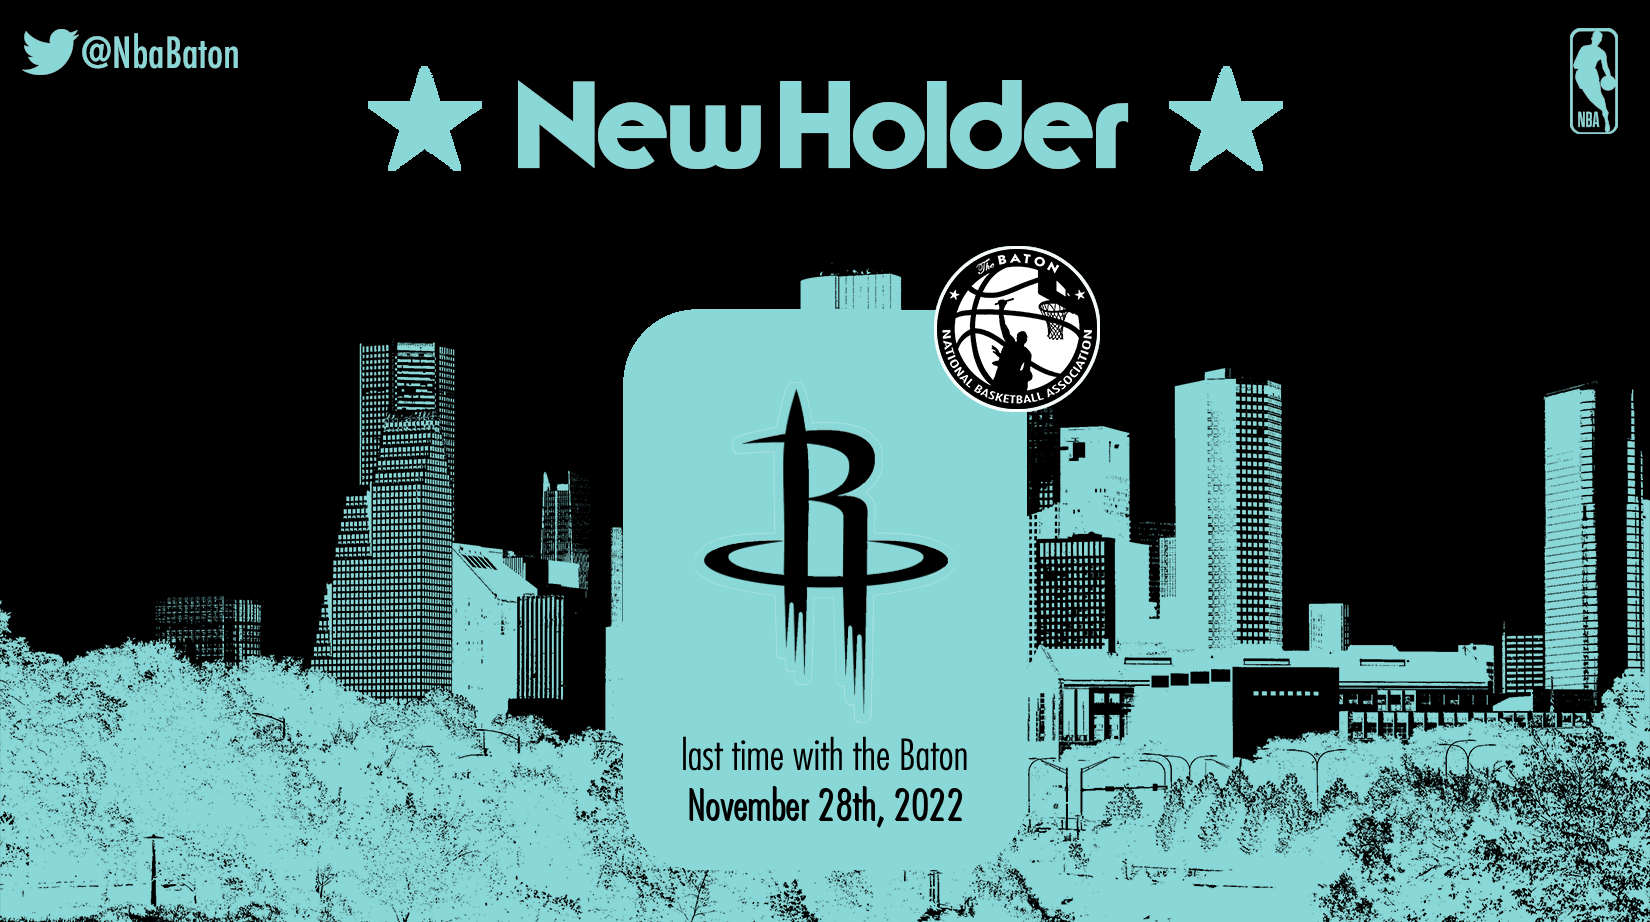 @NbaBaton
New Holder
NBA
The BATON
NATIONAL BASKETBALL ASSOCIATION
R
last time with the Baton
November 28th, 2022